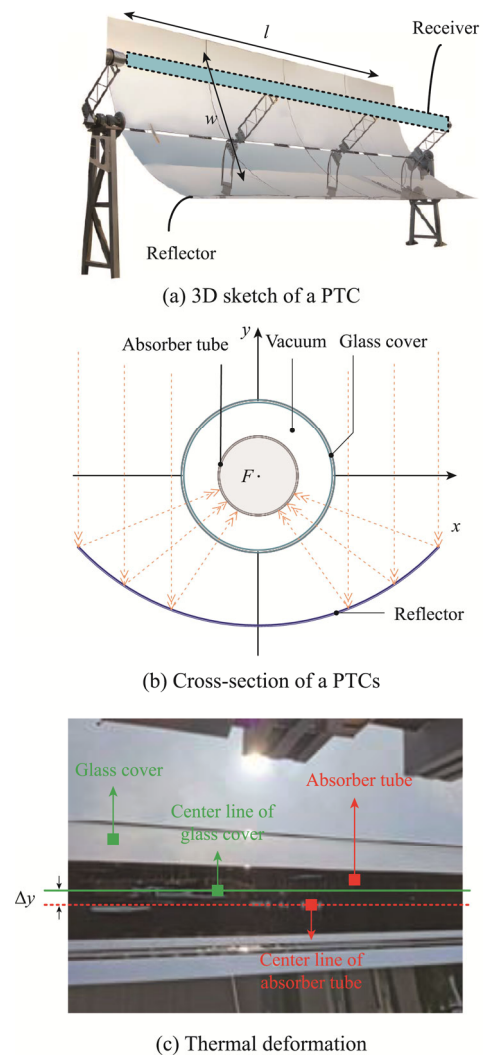 l
Receiver
w
Reflector
(a) 3D sketch of a PTC
y
Absorber tube
Vacuum
Glass cover
F
x
Reflector
(b) Cross-section of a PTCs
Glass cover
Absorber tube
Center line of
glass cover
Δy
Center line of
absorber tube
(c) Thermal deformation